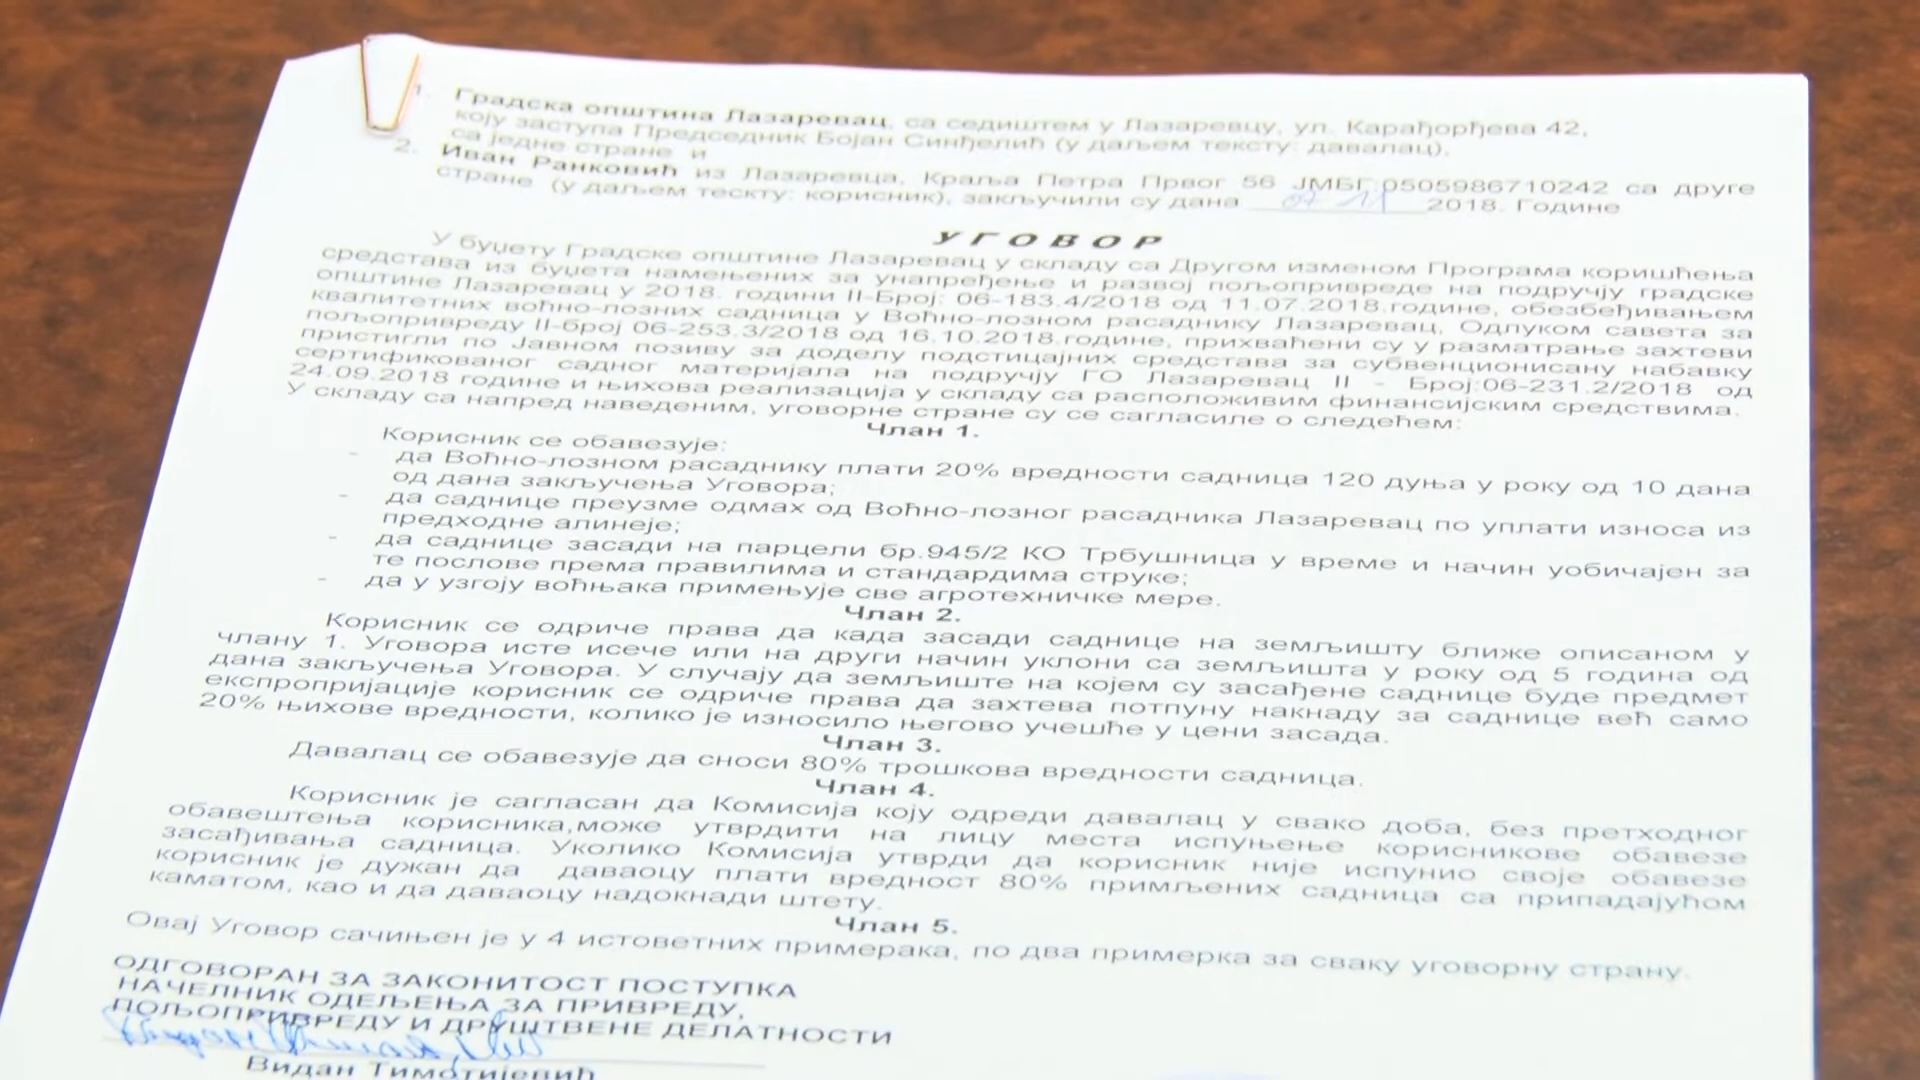 1. Градска општина Лазаревац, са седиштем у Лазаревцу, ул. Карађорђева 42,
коју заступа Председник Бојан Синђелић (у даљем тексту: давалац),
са једне стране и
2. Иван Ранковић из Лазаревца, Краља Петра Првог 56 ЈМБГ:0505986710242 са друге
стране (у даљем тескту: корисник), закључили су дана 07 11 2018. Године
УГОВОР
У буџету Градске општине Лазаревац у складу са Другом изменом Програма коришћења
средстава из буџета намењених за унапређење и развој пољопривреде на подручју градске
општине Лазаревац у 2018. години II-Број: 06-183.4/2018 од 11.07.2018.године, обезбеђивањем
квалитетних воћно-лозних садница у Воћно-лозном расаднику Лазаревац, Одлуком савета за
пољопривреду II-број 06-253.3/2018 од 16.10.2018.године, прихваћени су у разматрање захтеви
пристигли по Јавном позиву за доделу подстицајних средстава за субвенционисану набавку
сертификованог садног материјала на подручју ГО Лазаревац II - Број:06-231.2/2018 од
24.09.2018 године и њихова реализација у складу са расположивим финансијским средствима.
У складу са напред наведеним, уговорне стране су се сагласиле о следећем:
Члан 1.
Корисник се обавезује:
- да Воћно-лозном расаднику плати 20% вредности садница 120 дуња у року од 10 дана
од дана закључења Уговора;
- да саднице преузме одмах од Воћно-лозног расадника Лазаревац по уплати износа из
предходне алинеје;
- да саднице засади на парцели бр.945/2 КО Трбушница у време и начин уобичајен за
те послове према правилима и стандардима струке;
- да у узгоју воћњака примењује све агротехничке мере.
Члан 2.
Корисник се одриче права да када засади саднице на земљишту ближе описаном у
члану 1. Уговора исте исече или на други начин уклони са земљишта у року од 5 година од
дана закључења Уговора. У случају да земљиште на којем су засађене саднице буде предмет
експропријације корисник се одриче права да захтева потпуну накнаду за саднице већ само
20% њихове вредности, колико је износило његово учешће у цени засада.
Члан 3.
Давалац се обавезује да сноси 80% трошкова вредности садница.
Члан 4.
Корисник је сагласан да Комисија коју одреди давалац у свако доба, без претходног
обавештења корисника,може утврдити на лицу места испуњење корисникове обавезе
засађивања садница. Уколико Комисија утврди да корисник није испунио своје обавезе
корисник је дужан да даваоцу плати вредност 80% примљених садница са припадајућом
каматом, као и да даваоцу надокнади штету.
Члан 5.
Овај Уговор сачињен је у 4 истоветних примерака, по два примерка за сваку уговорну страну.
ОДГОВОРАН ЗА ЗАКОНИТОСТ ПОСТУПКА
НАЧЕЛНИК ОДЕЉЕЊА ЗА ПРИВРЕДУ,
ПОЉОПРИВРЕДУ И ДРУШТВЕНЕ ДЕЛАТНОСТИ
Видан Тимотијевић